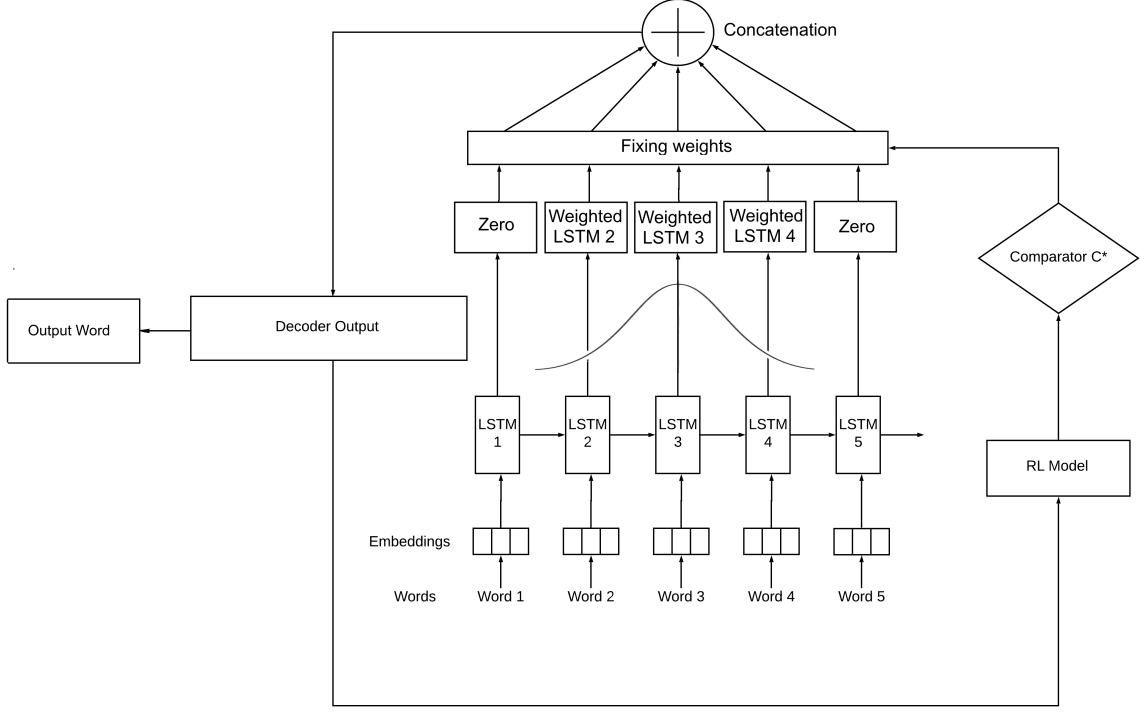 Concatenation
Fixing weights
Zero
Weighted
LSTM 2
Weighted
LSTM 3
Weighted
LSTM 4
Zero
Comparator C*
Output Word
Decoder Output
LSTM
1
LSTM
2
LSTM
3
LSTM
4
LSTM
5
RL Model
Embeddings
Words
Word 1
Word 2
Word 3
Word 4
Word 5